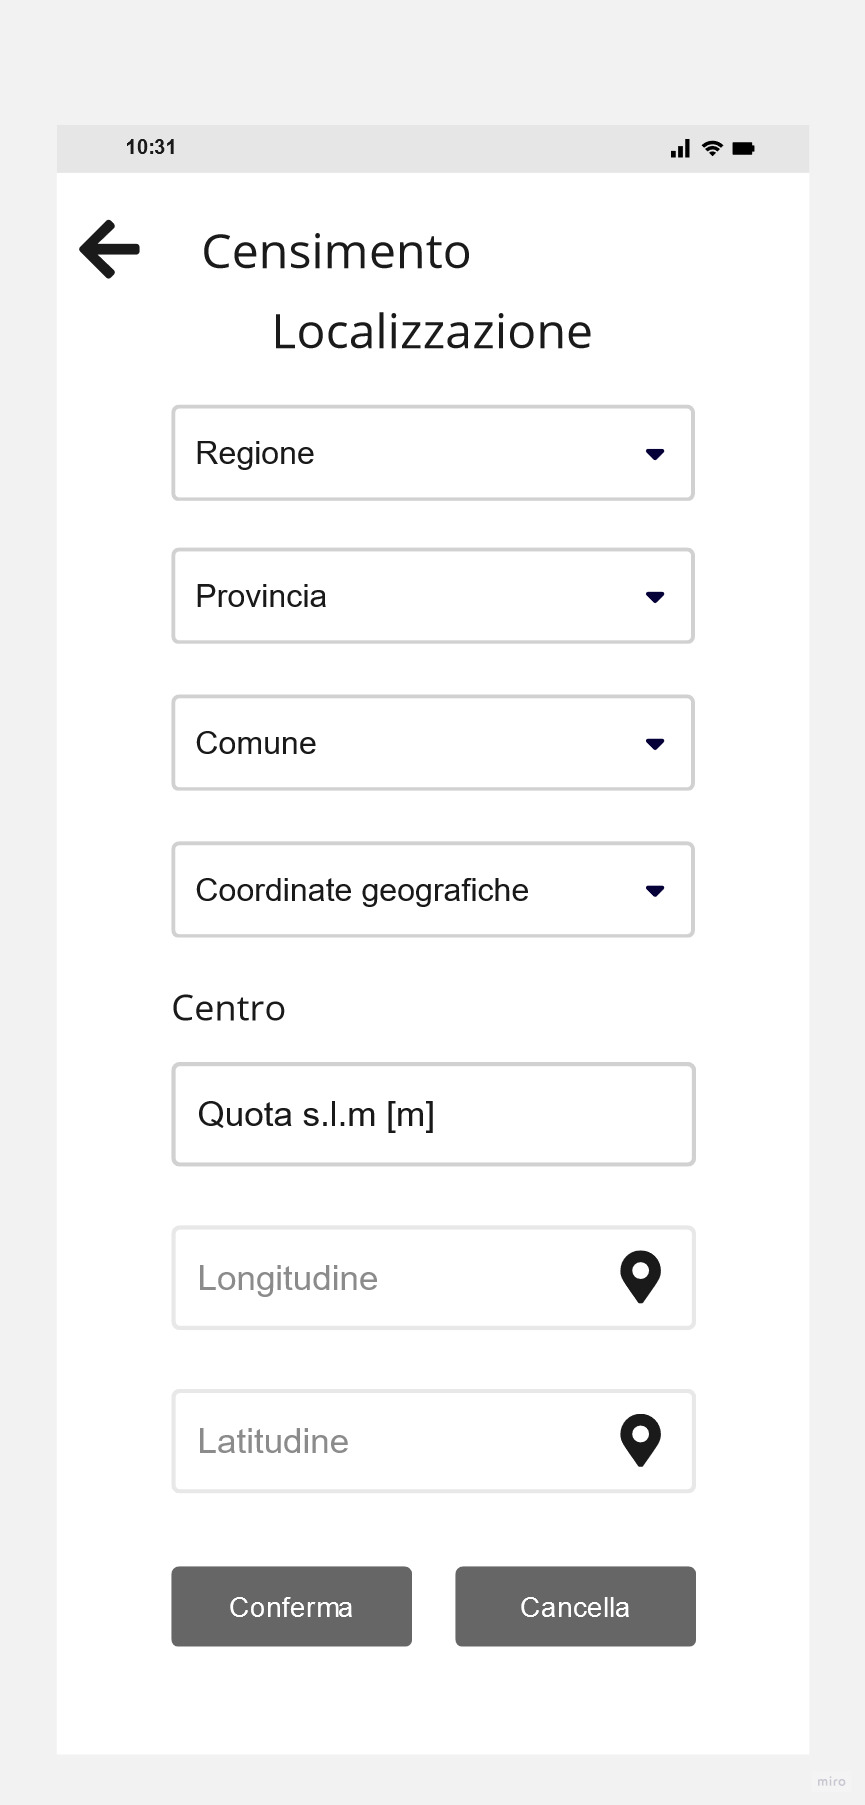 10:31
Censimento
Localizzazione
Regione
Provincia
Comune
Coordinate geografiche
Centro
Quota s.l.m [m]
Longitudine
Latitudine
Conferma Cancella
miro